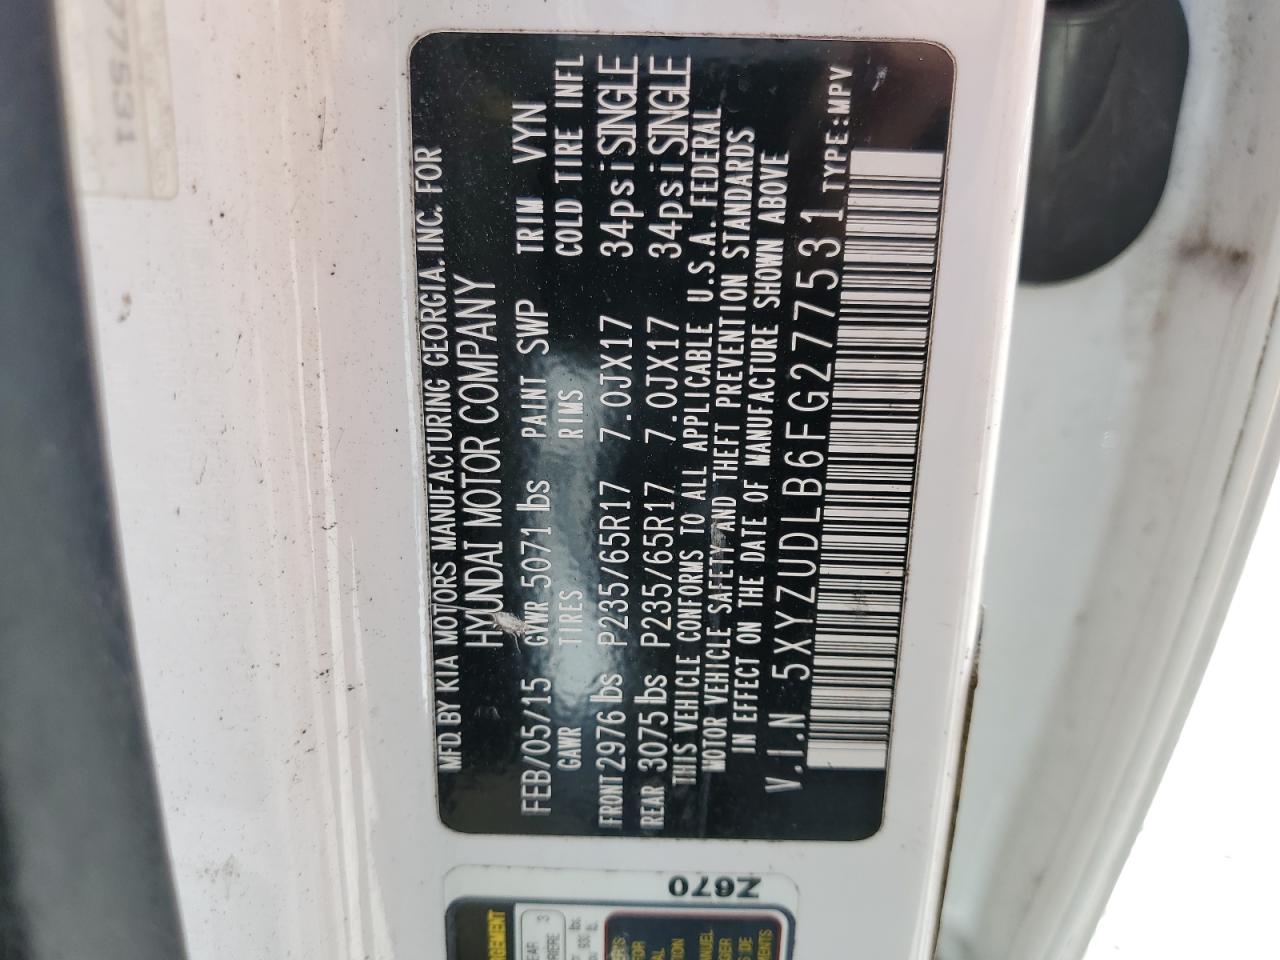 MFD. BY KIA MOTORS MANUFACTURING GEORGIA. INC. FOR
HYUNDAI MOTOR COMPANY
FEB/05/15 GVWR 5071 lbs PAINT SWP TRIM VYN
GAWR TIRES RIMS COLD TIRE INFL
FRONT 2976 lbs P235/65R17 7.0JX17 34psi SINGLE
REAR 3075 lbs P235/65R17 7.0JX17 34psi SINGLE
THIS VEHICLE CONFORMS TO ALL APPLICABLE U.S.A. FEDERAL
MOTOR VEHICLE SAFETY AND THEFT PREVENTION STANDARDS
IN EFFECT ON THE DATE OF MANUFACTURE SHOWN ABOVE
V.I.N 5XYZUDLB6FG277531 TYPE:MPV
Z670
77531